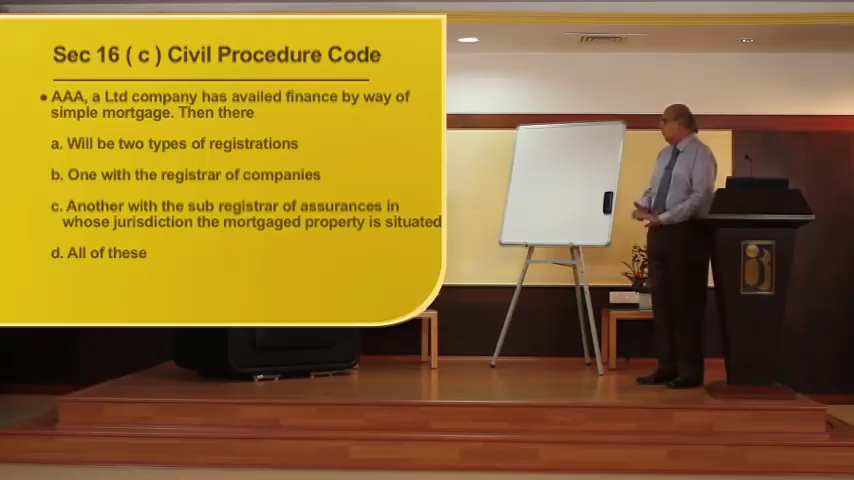 Sec 16 ( c ) Civil Procedure Code
• AAA, a Ltd company has availed finance by way of
simple mortgage. Then there
a. Will be two types of registrations
b. One with the registrar of companies
c. Another with the sub registrar of assurances in
whose jurisdiction the mortgaged property is situated
d. All of these